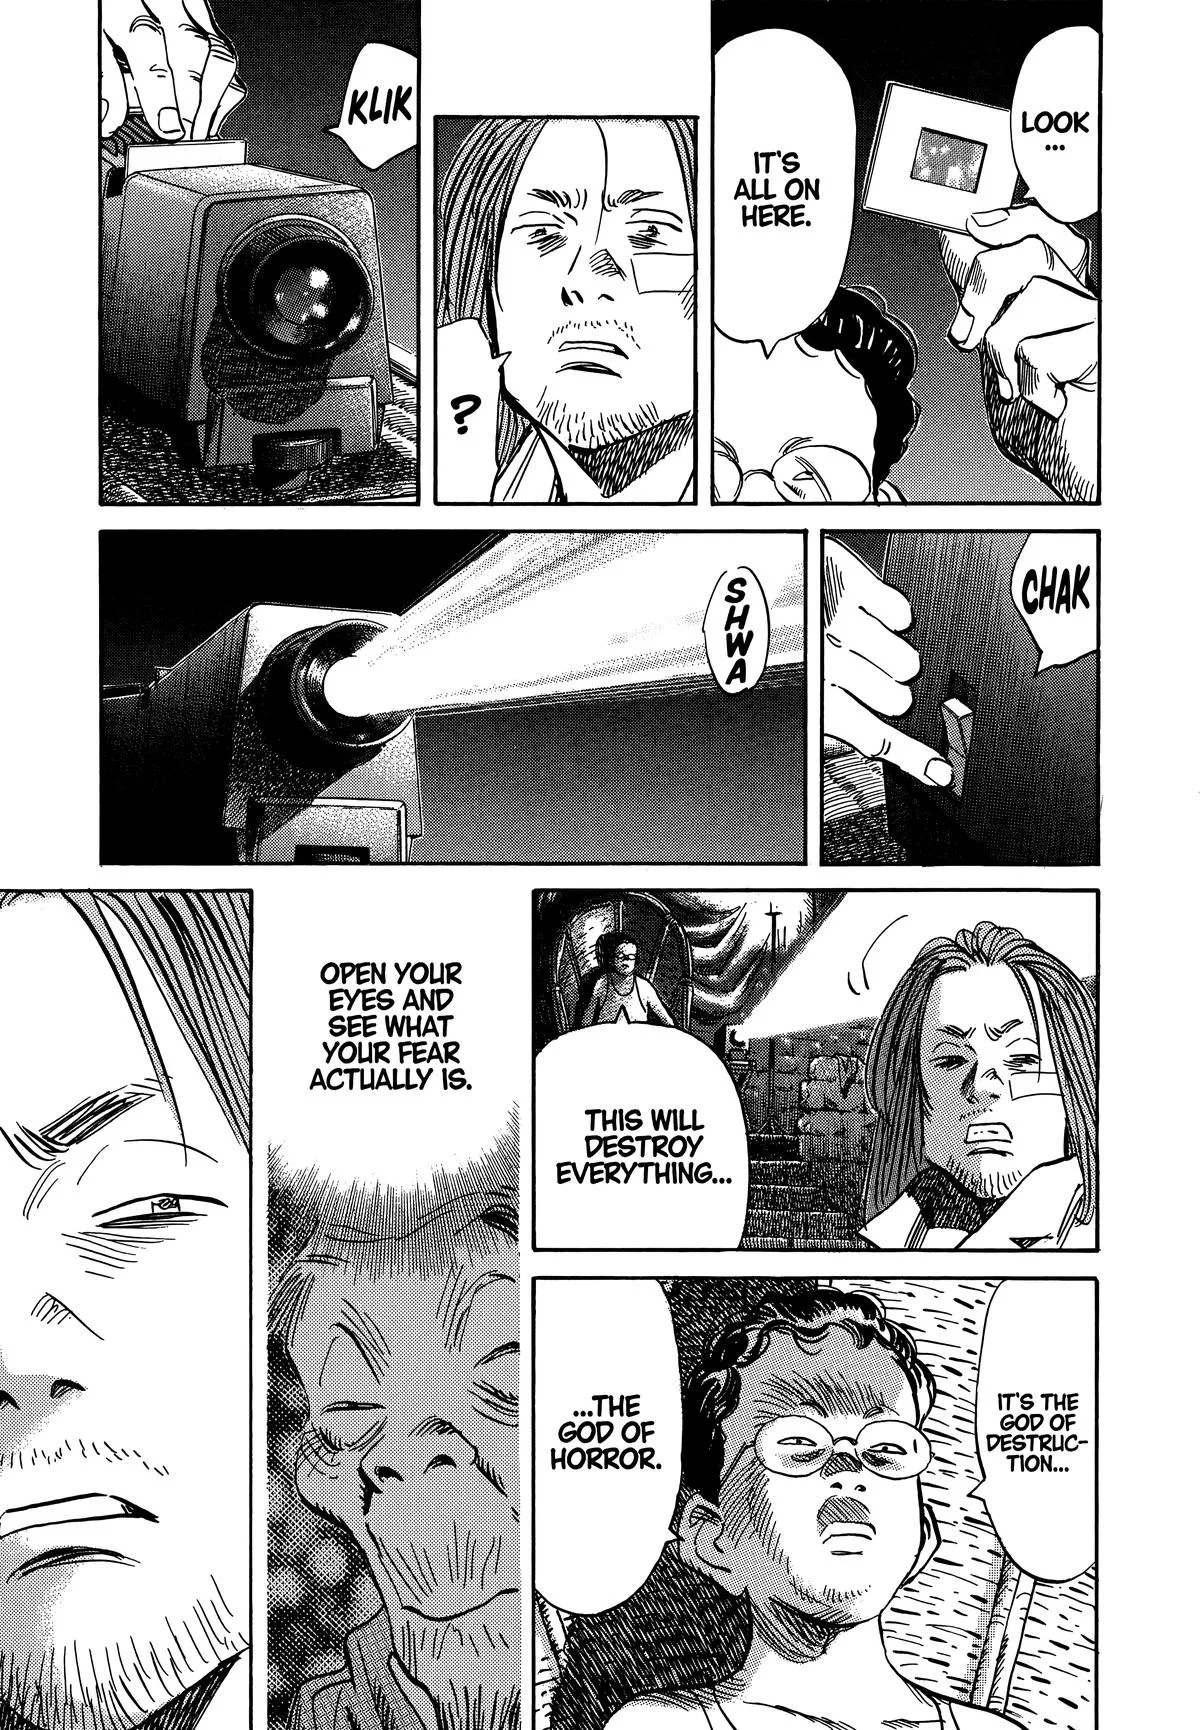 LOOK
...
IT'S
ALL ON
HERE.
?
KLIK
CHAK
SHWA
THIS WILL
DESTROY
EVERYTHING...
IT'S THE
GOD OF
DESTRUC-
TION...
...THE
GOD OF
HORROR.
OPEN YOUR
EYES AND
SEE WHAT
YOUR FEAR
ACTUALLY IS.